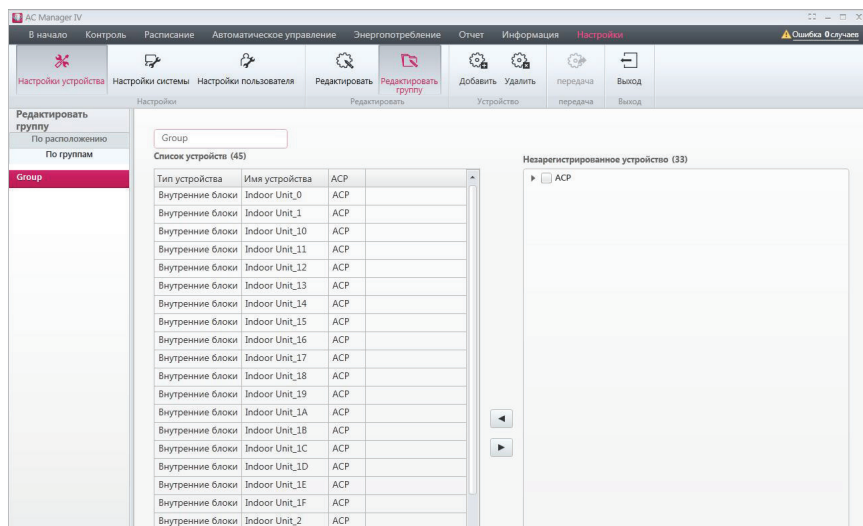 AC Manager IV
В начало Контроль Расписание Автоматическое управление Энергопотребление Отчет Информация Настройки Ошибка 0 случаев
Настройки устройства Настройки системы Настройки пользователя Редактировать Редактировать группу Добавить Удалить передача Выход
Настройки Редактировать Устройство передача Выход
Редактировать группу
По расположению
По группам
Group
Group
Список устройств (45)
Тип устройства Имя устройства ACP
Внутренние блоки Indoor Unit_0 ACP
Внутренние блоки Indoor Unit_1 ACP
Внутренние блоки Indoor Unit_10 ACP
Внутренние блоки Indoor Unit_11 ACP
Внутренние блоки Indoor Unit_12 ACP
Внутренние блоки Indoor Unit_13 ACP
Внутренние блоки Indoor Unit_14 ACP
Внутренние блоки Indoor Unit_15 ACP
Внутренние блоки Indoor Unit_16 ACP
Внутренние блоки Indoor Unit_17 ACP
Внутренние блоки Indoor Unit_18 ACP
Внутренние блоки Indoor Unit_19 ACP
Внутренние блоки Indoor Unit_1A ACP
Внутренние блоки Indoor Unit_1B ACP
Внутренние блоки Indoor Unit_1C ACP
Внутренние блоки Indoor Unit_1D ACP
Внутренние блоки Indoor Unit_1E ACP
Внутренние блоки Indoor Unit_1F ACP
Внутренние блоки Indoor Unit_2 ACP
Незарегистрированное устройство (33)
ACP